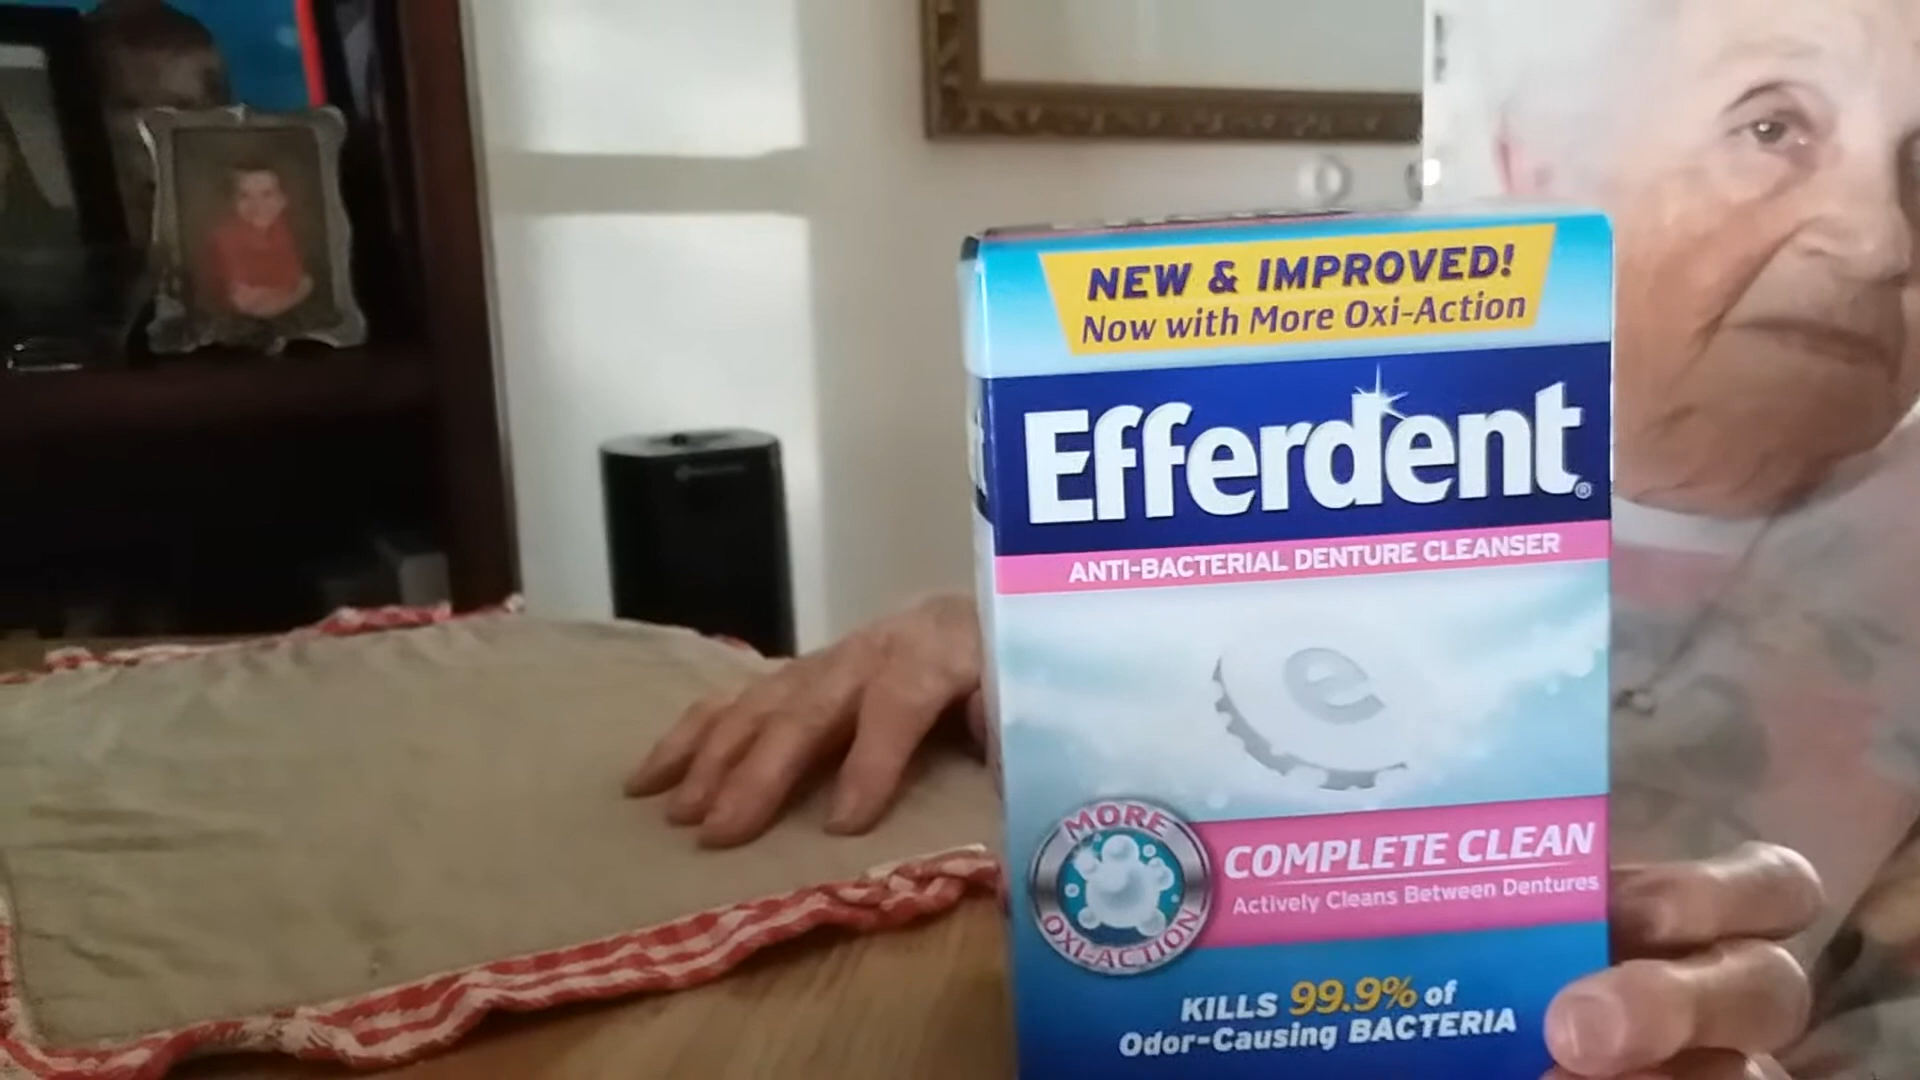 NEW & IMPROVED!
Now with More Oxi-Action
Efferdent®
ANTI-BACTERIAL DENTURE CLEANSER
e
MORE
OXI-ACTION
COMPLETE CLEAN
Actively Cleans Between Dentures
KILLS 99.9% of
Odor-Causing BACTERIA